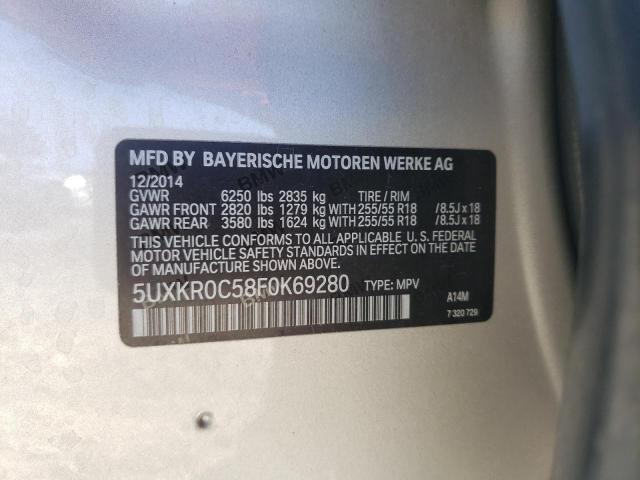 MFD BY BAYERISCHE MOTOREN WERKE AG
12/2014
GVWR 6250 lbs 2835 kg TIRE / RIM
GAWR FRONT 2820 lbs 1279 kg WITH 255/55 R18 /8.5J x 18
GAWR REAR 3580 lbs 1624 kg WITH 255/55 R18 /8.5J x 18
THIS VEHICLE CONFORMS TO ALL APPLICABLE U. S. FEDERAL
MOTOR VEHICLE SAFETY STANDARDS IN EFFECT ON THE
DATE OF MANUFACTURE SHOWN ABOVE.
5UXKR0C58F0K69280 TYPE: MPV
A14M
7 320 729